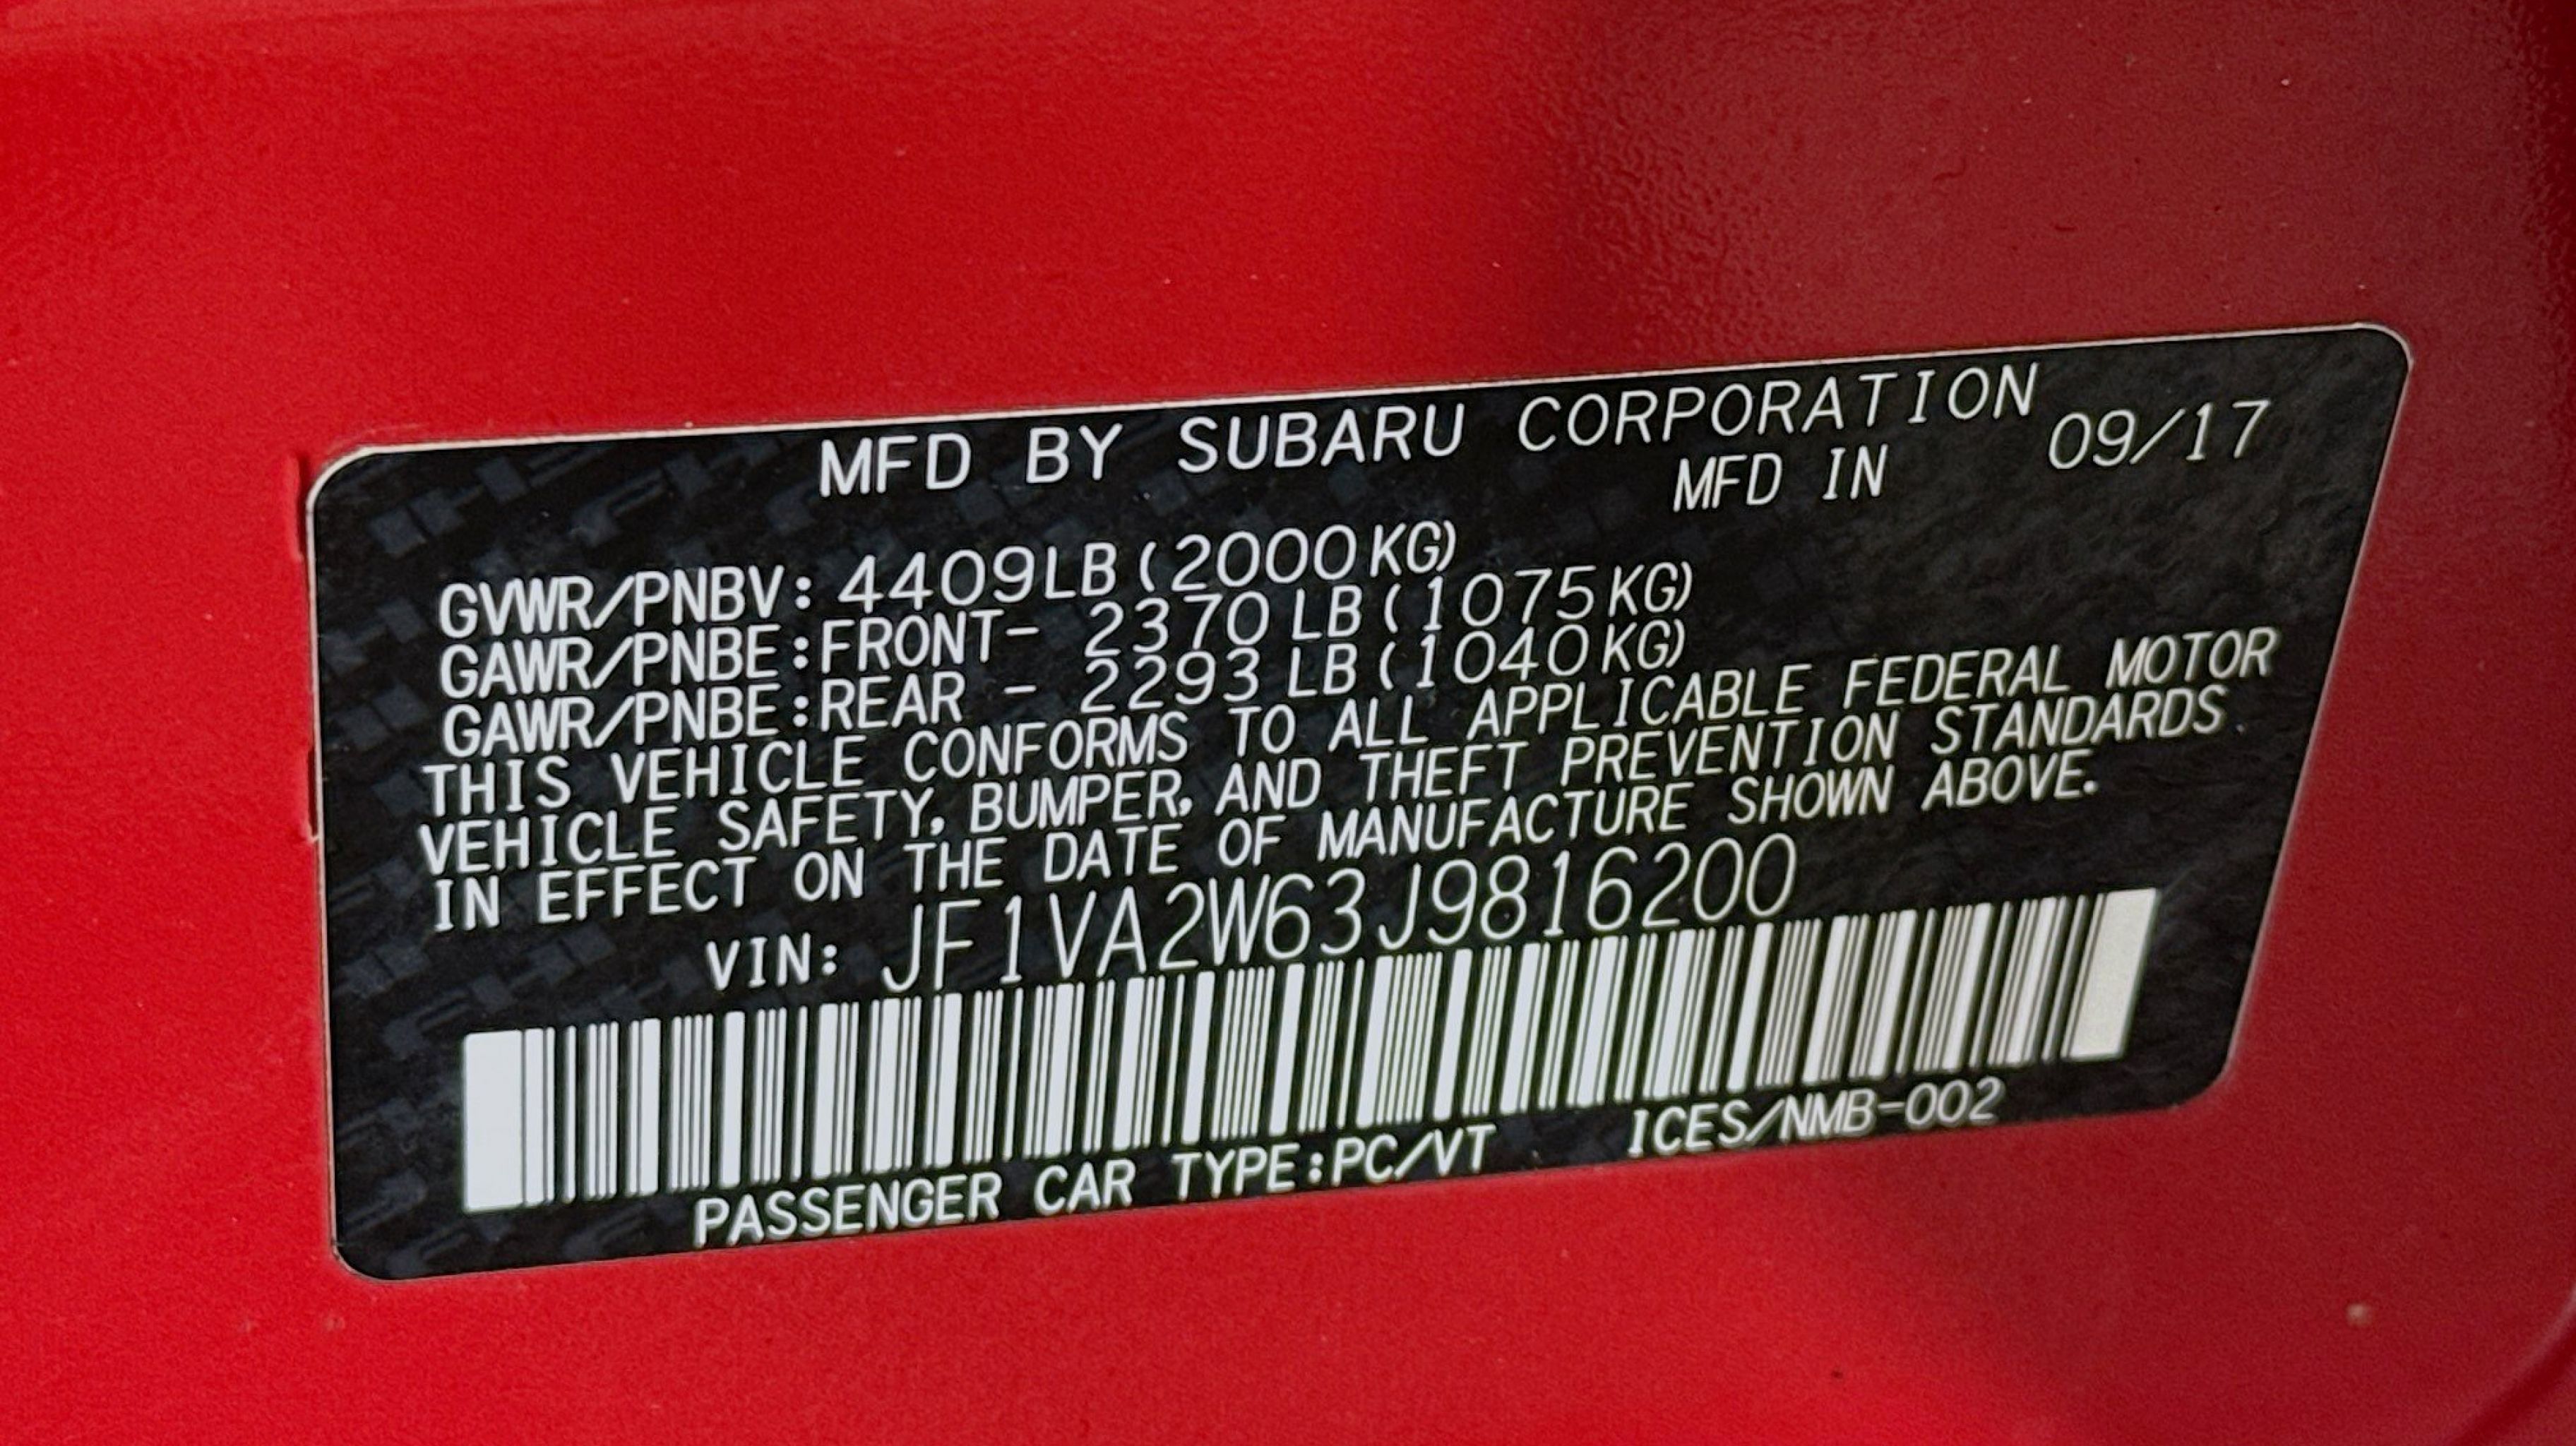 MFD BY SUBARU CORPORATION
MFD IN 09/17
GVWR/PNBV: 4409LB (2000KG)
GAWR/PNBE:FRONT- 2370 LB (1075KG)
GAWR/PNBE:REAR - 2293 LB (1040KG)
THIS VEHICLE CONFORMS TO ALL APPLICABLE FEDERAL MOTOR
VEHICLE SAFETY, BUMPER, AND THEFT PREVENTION STANDARDS
IN EFFECT ON THE DATE OF MANUFACTURE SHOWN ABOVE.
VIN: JF1VA2W63J9816200
PASSENGER CAR TYPE:PC/VT ICES/NMB-002